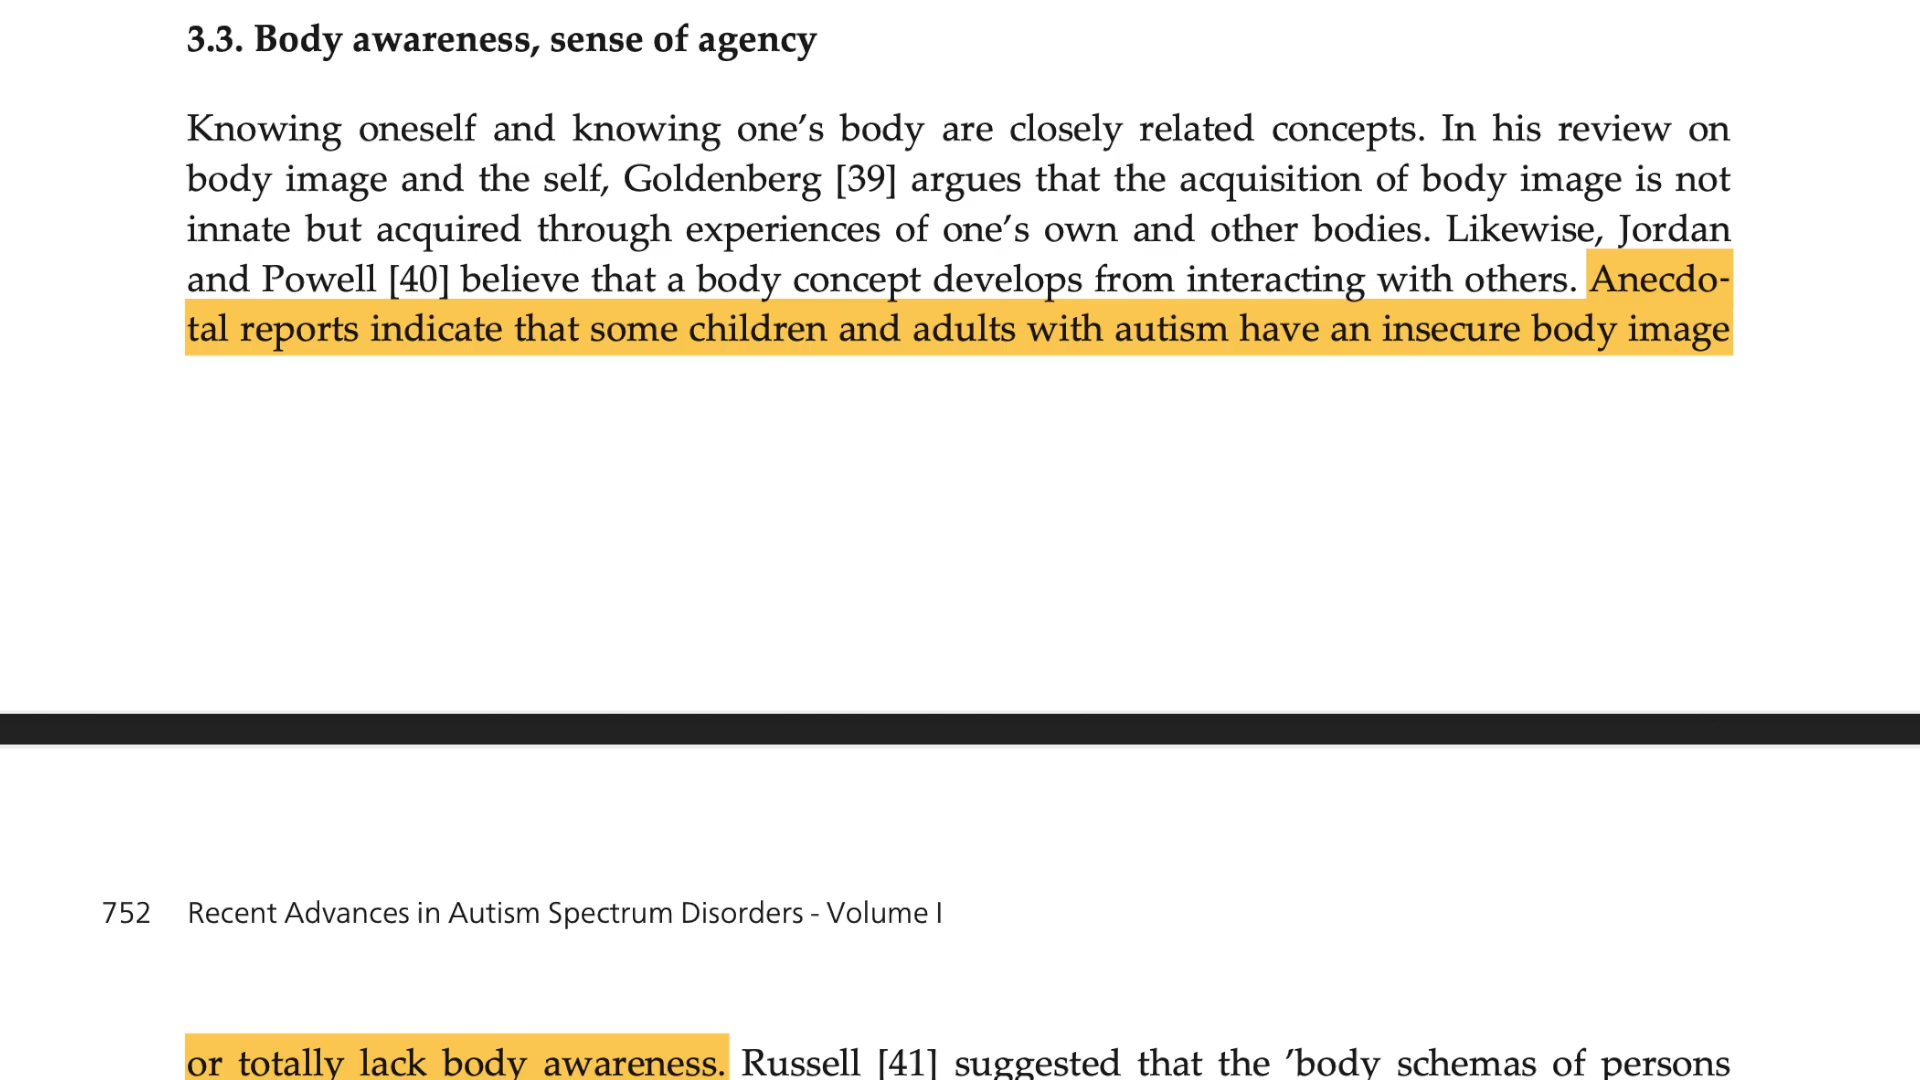 3.3. Body awareness, sense of agency
Knowing oneself and knowing one’s body are closely related concepts. In his review on
body image and the self, Goldenberg [39] argues that the acquisition of body image is not
innate but acquired through experiences of one’s own and other bodies. Likewise, Jordan
and Powell [40] believe that a body concept develops from interacting with others. Anecdo-
tal reports indicate that some children and adults with autism have an insecure body image
752 Recent Advances in Autism Spectrum Disorders - Volume I
or totally lack body awareness. Russell [41] suggested that the ’body schemas of persons